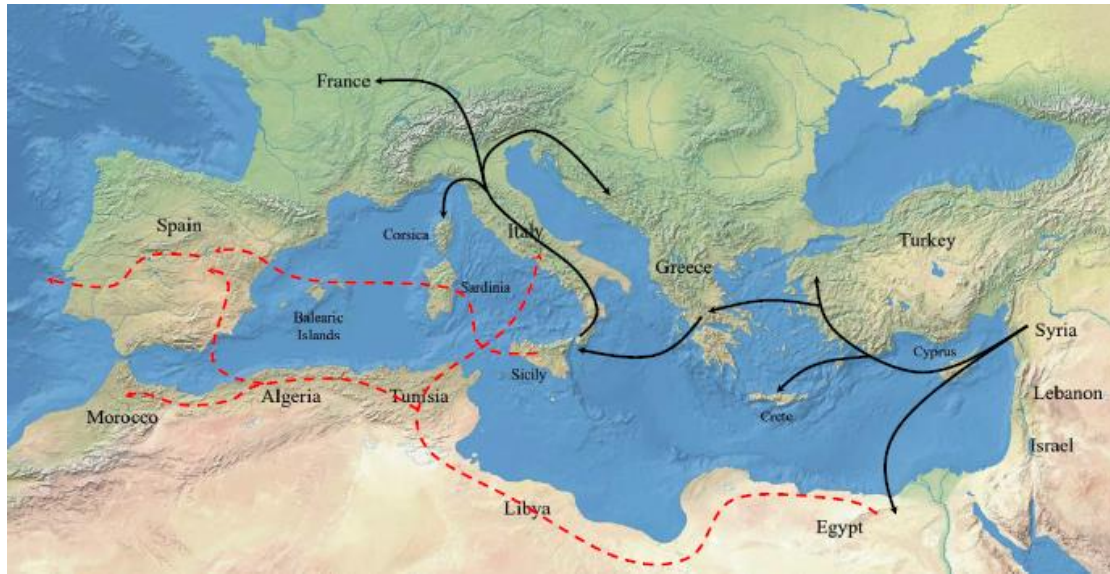 France
Spain
Corsica
Italy
Turkey
Greece
Sardinia
Balearic
Islands
Syria
Cyprus
Sicily
Lebanon
Algeria
Tunisia
Morocco
Crete
Israel
Libya
Egypt